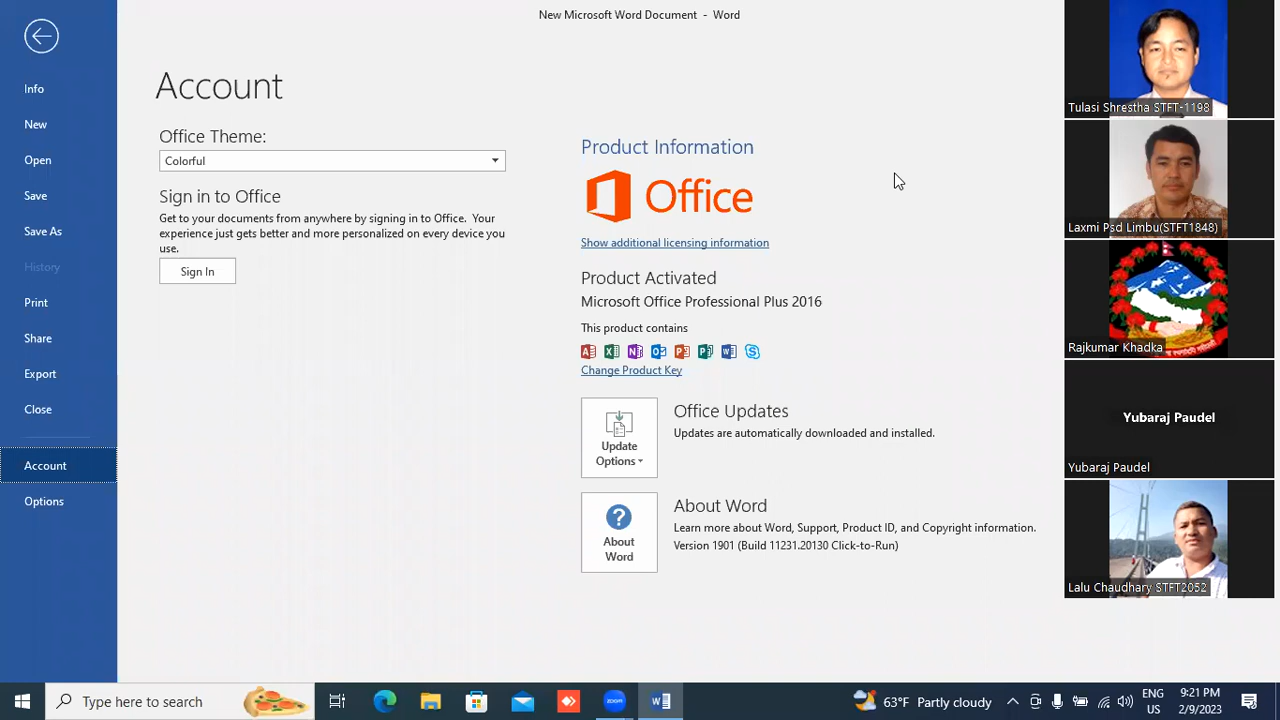 New Microsoft Word Document - Word
Info
New
Open
Save
Save As
History
Print
Share
Export
Close
Account
Options
Account
Office Theme:
Colorful
Sign in to Office
Get to your documents from anywhere by signing in to Office. Your
experience just gets better and more personalized on every device you
use.
Sign In
Product Information
Office
Show additional licensing information
Product Activated
Microsoft Office Professional Plus 2016
This product contains
Change Product Key
Update
Options
Office Updates
Updates are automatically downloaded and installed.
About
Word
About Word
Learn more about Word, Support, Product ID, and Copyright information.
Version 1901 (Build 11231.20130 Click-to-Run)
Tulasi Shrestha STFT-1198
Laxmi Psd Limbu(STFT1848)
Rajkumar Khadka
Yubaraj Paudel
Yubaraj Paudel
Lalu Chaudhary STFT2052
Type here to search
zoom
63°F Partly cloudy
ENG
US
9:21 PM
2/9/2023